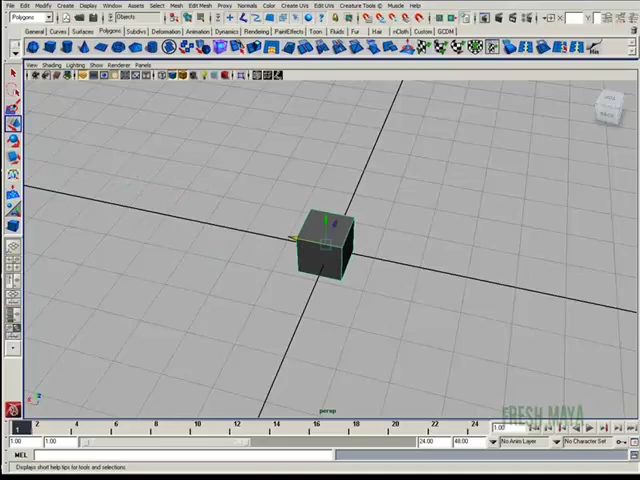 File Edit Modify Create Display Window Assets Select Mesh Edit Mesh Proxy Normals Color Create UVs Edit UVs Creature Tools Muscle Help
Polygons Objects
General Curves Surfaces Polygons Subdivs Deformation Animation Dynamics Rendering PaintEffects Toon Fluids Fur Hair nCloth Custom GCDM
View Shading Lighting Show Renderer Panels
persp
FRESH MAYA
2 4 6 8 10 12 14 16 18 20 22 24 1.00
1.00 1.00 24.00 48.00 No Anim Layer No Character Set
MEL
Displays short help tips for tools and selections